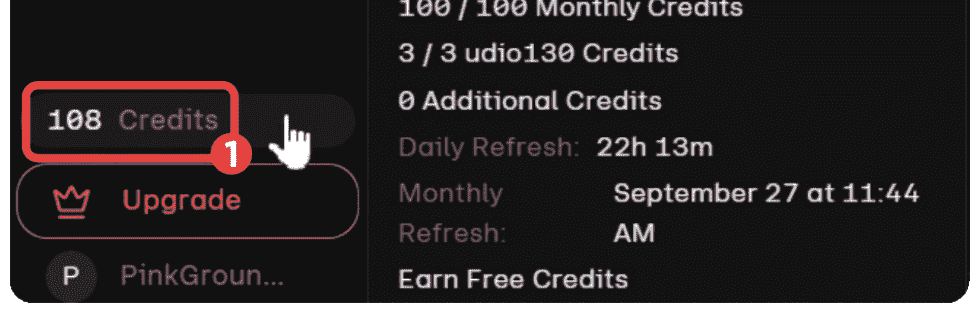 108 Credits
1
Upgrade
P PinkGroun...
100 / 100 Monthly Credits
3 / 3 udio130 Credits
0 Additional Credits
Daily Refresh: 22h 13m
Monthly Refresh: September 27 at 11:44 AM
Earn Free Credits